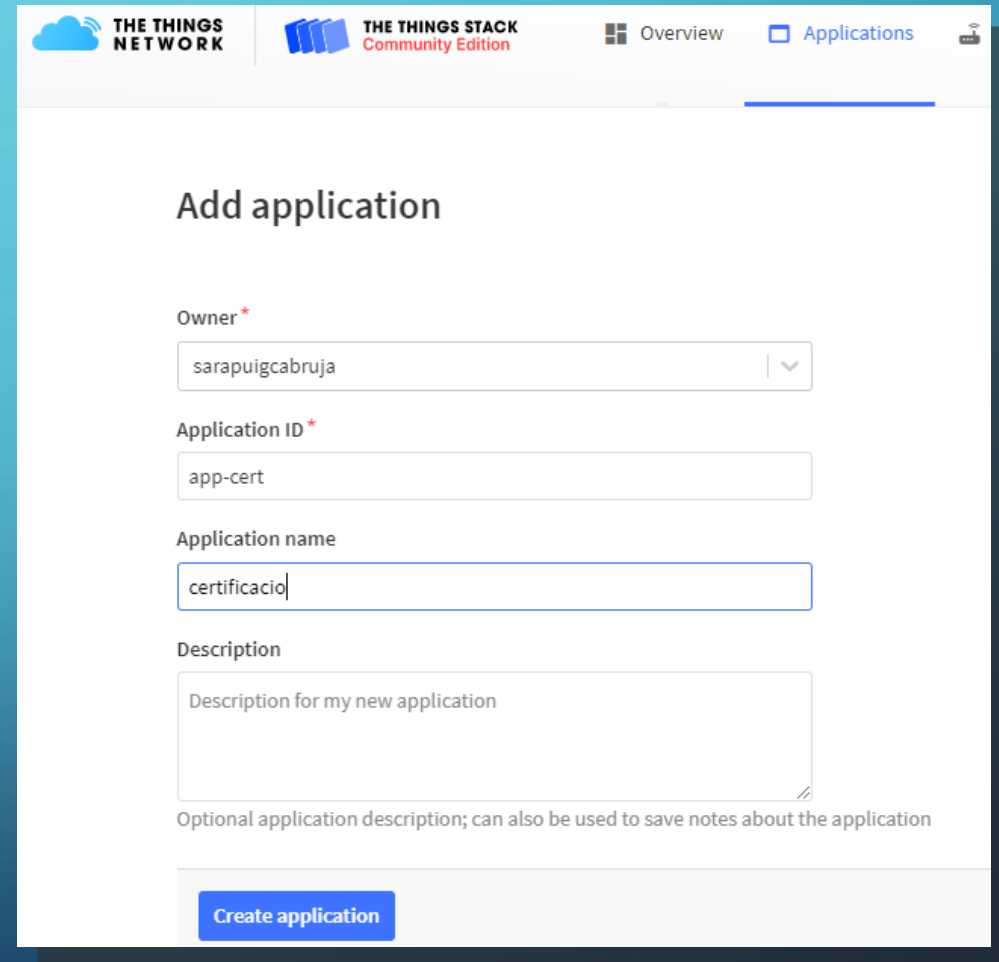 THE THINGS
NETWORK
THE THINGS STACK
Community Edition
Overview
Applications
Add application
Owner*
sarapuigcabruja
Application ID*
app-cert
Application name
certificacio
Description
Description for my new application
Optional application description; can also be used to save notes about the application
Create application